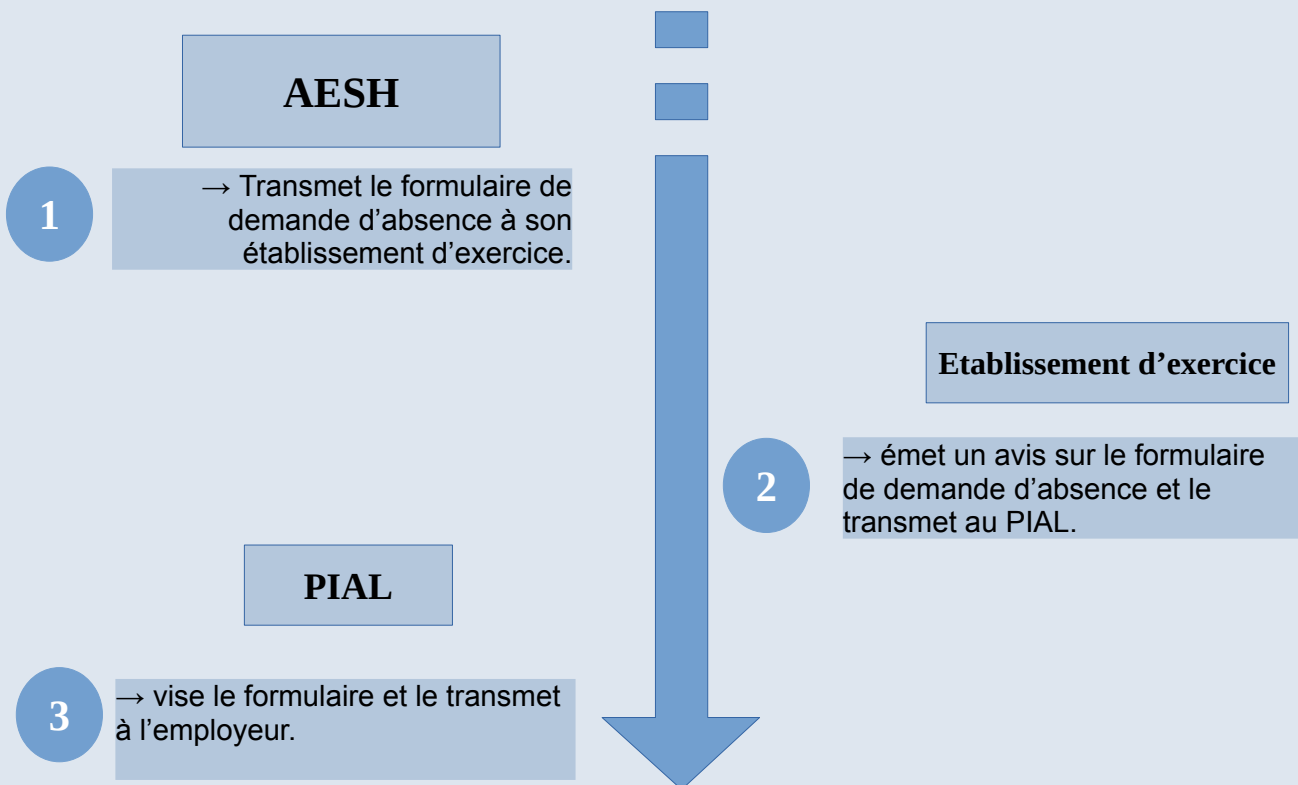 AESH
1
→ Transmet le formulaire de
demande d’absence à son
établissement d’exercice.
Etablissement d’exercice
2
→ émet un avis sur le formulaire
de demande d’absence et le
transmet au PIAL.
PIAL
3
→ vise le formulaire et le transmet
à l’employeur.